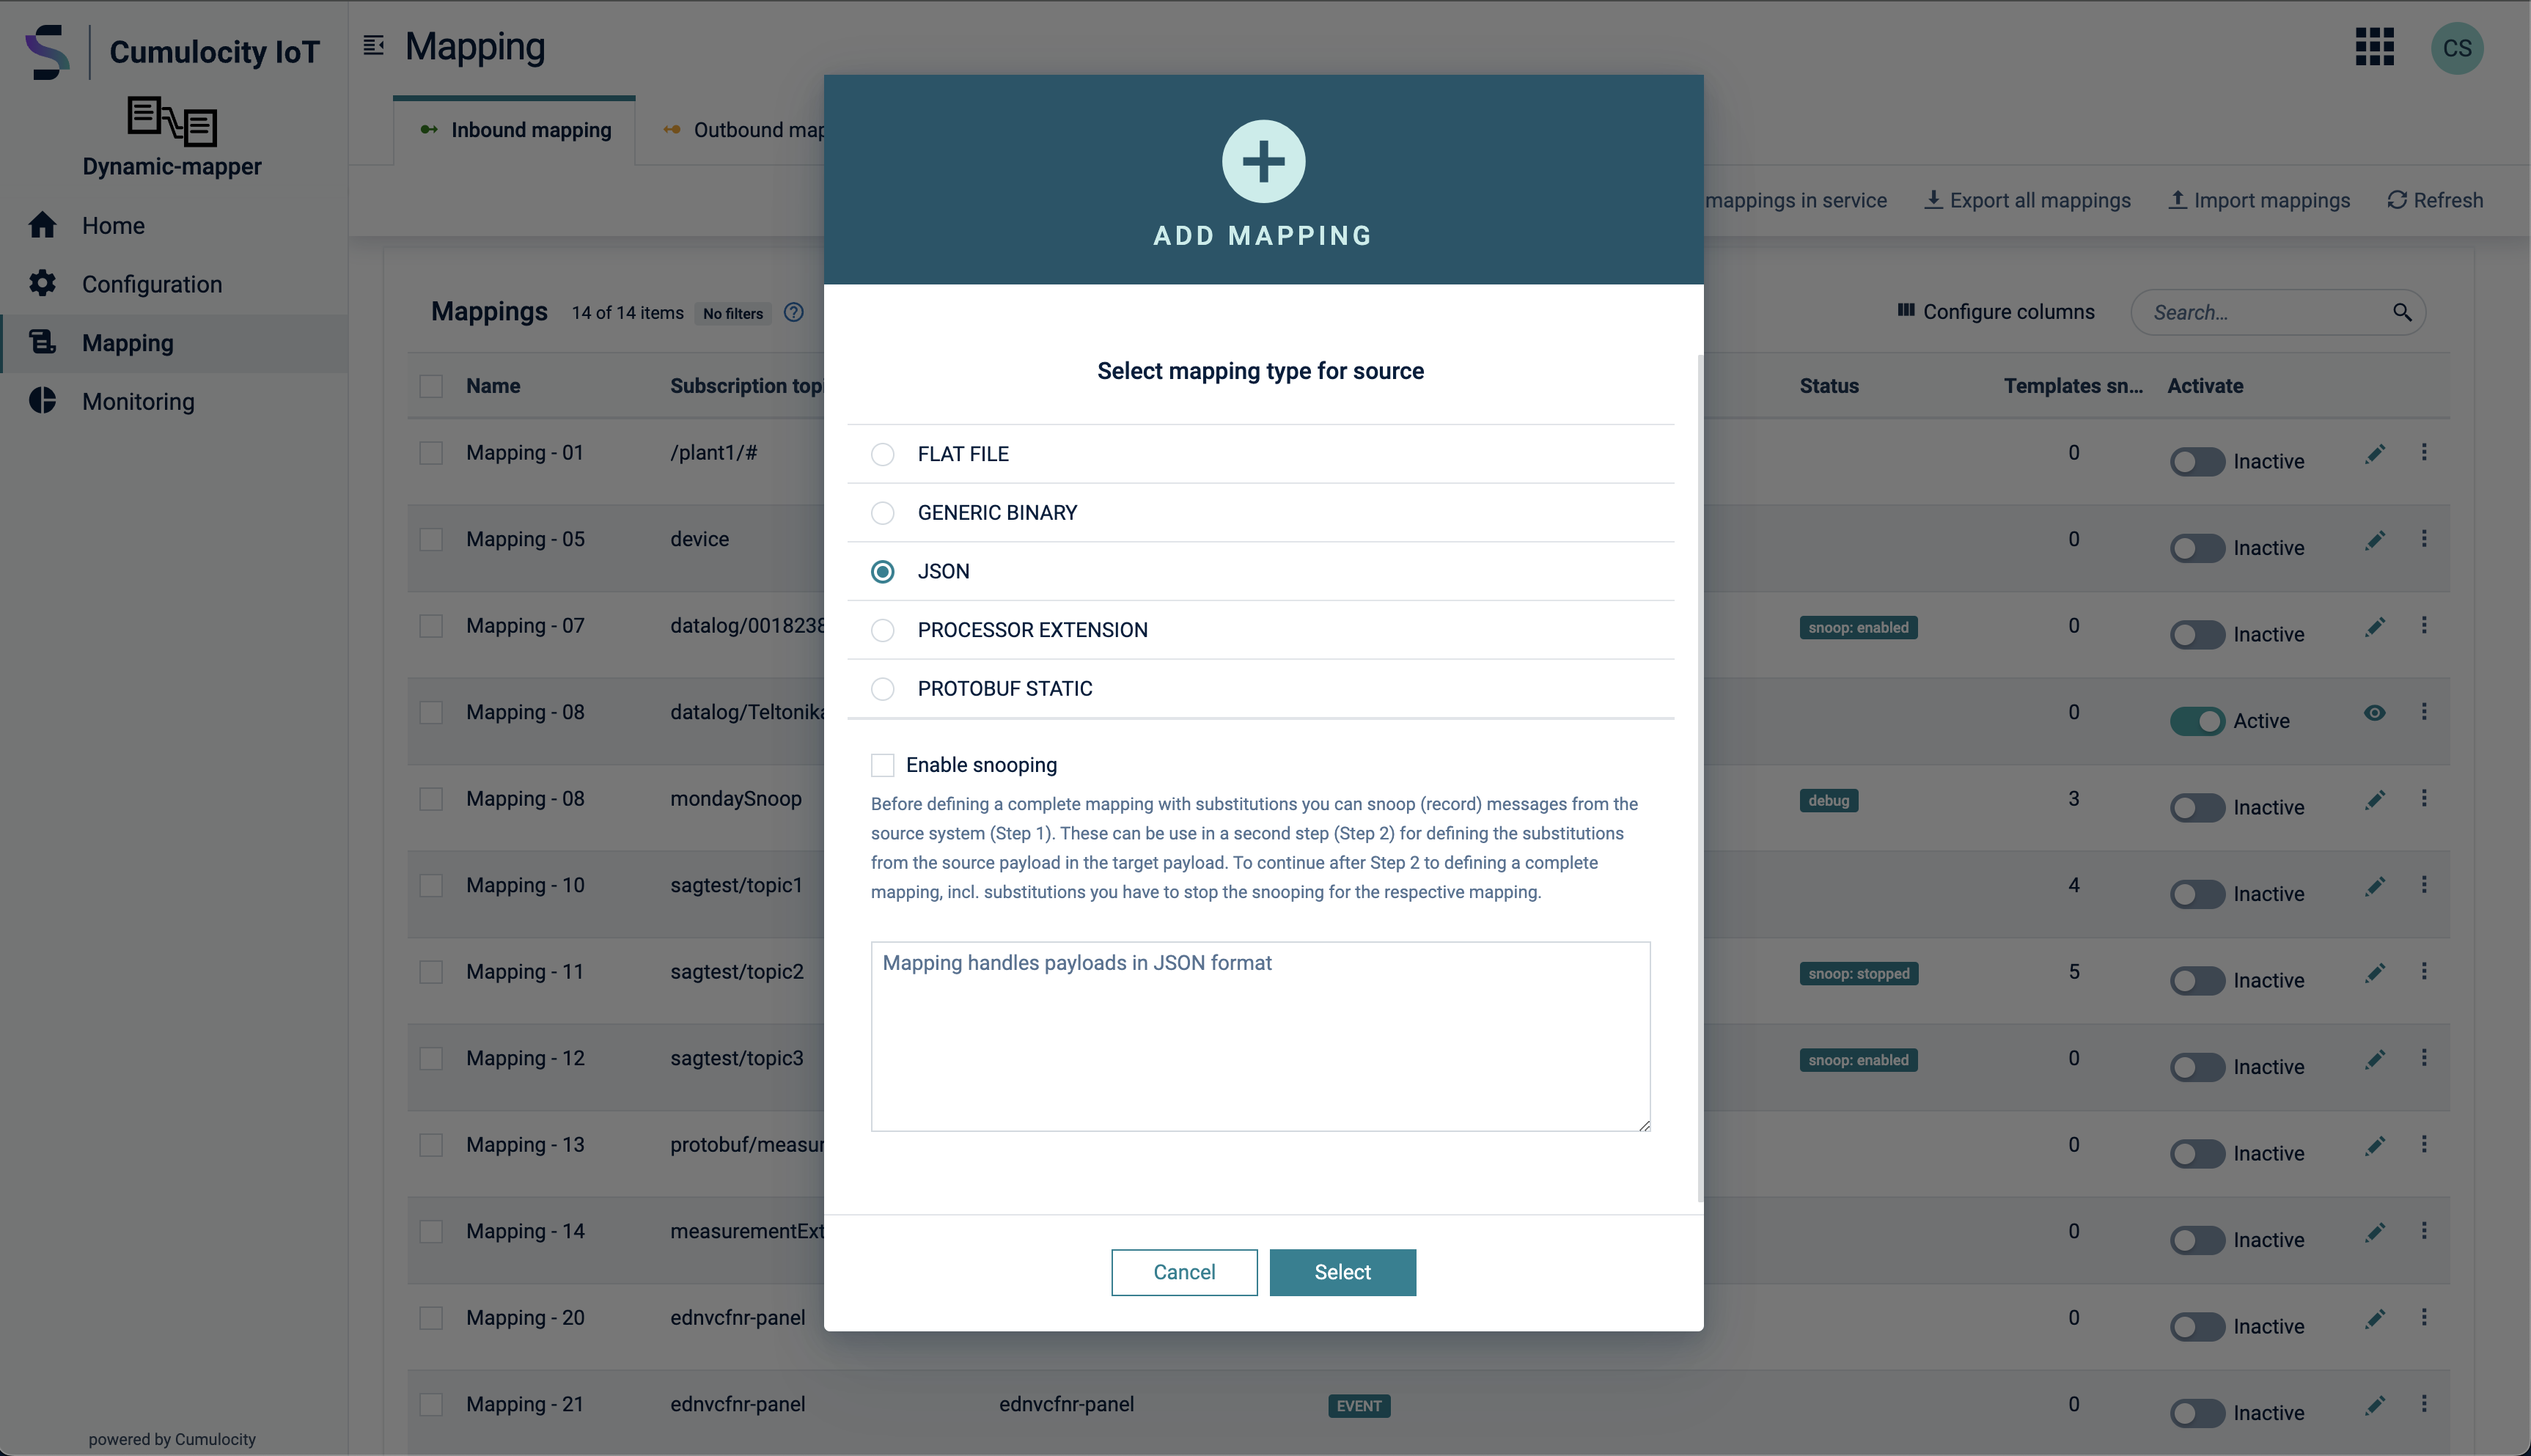 Cumulocity IoT
Dynamic-mapper
Home
Configuration
Mapping
Monitoring
powered by Cumulocity
Mapping
CS
Inbound mapping
Outbound map
mappings in service
Export all mappings
Import mappings
Refresh
Mappings 14 of 14 items No filters
Configure columns
Search...
Name Subscription topi Status Templates sn... Activate
Mapping - 01 /plant1/# 0 Inactive
Mapping - 05 device 0 Inactive
Mapping - 07 datalog/0018238 snoop: enabled 0 Inactive
Mapping - 08 datalog/Teltonika 0 Active
Mapping - 08 mondaySnoop debug 3 Inactive
Mapping - 10 sagtest/topic1 4 Inactive
Mapping - 11 sagtest/topic2 snoop: stopped 5 Inactive
Mapping - 12 sagtest/topic3 snoop: enabled 0 Inactive
Mapping - 13 protobuf/measur 0 Inactive
Mapping - 14 measurementExt 0 Inactive
Mapping - 20 ednvcfnr-panel 0 Inactive
Mapping - 21 ednvcfnr-panel ednvcfnr-panel EVENT 0 Inactive
ADD MAPPING
Select mapping type for source
FLAT FILE
GENERIC BINARY
JSON
PROCESSOR EXTENSION
PROTOBUF STATIC
Enable snooping
Before defining a complete mapping with substitutions you can snoop (record) messages from the
source system (Step 1). These can be use in a second step (Step 2) for defining the substitutions
from the source payload in the target payload. To continue after Step 2 to defining a complete
mapping, incl. substitutions you have to stop the snooping for the respective mapping.
Mapping handles payloads in JSON format
Cancel
Select